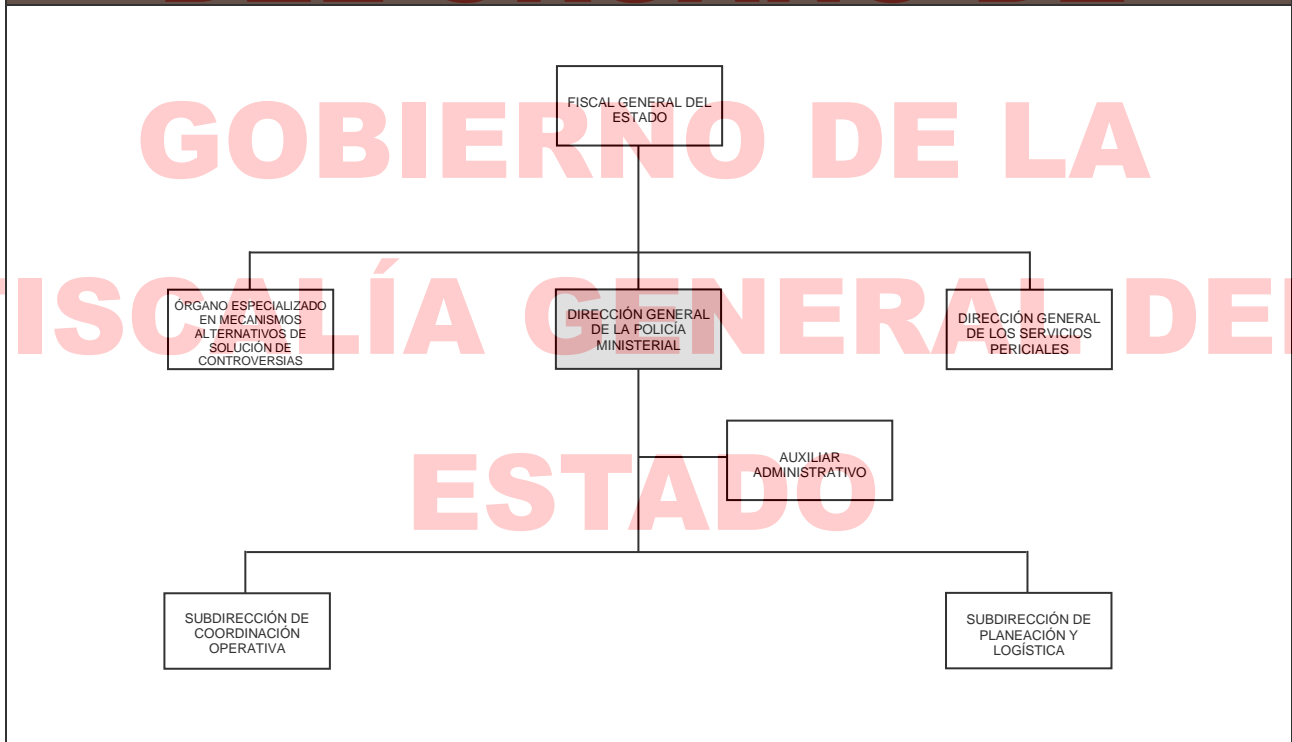 FISCAL GENERAL DEL
ESTADO
GOBIERNO DE LA
ÓRGANO ESPECIALIZADO
EN MECANISMOS
ALTERNATIVOS DE
SOLUCIÓN DE
CONTROVERSIAS
DIRECCIÓN GENERAL
DE LA POLICÍA
MINISTERIAL
DIRECCIÓN GENERAL
DE LOS SERVICIOS
PERICIALES
ISCALÍA GENERAL DE
AUXILIAR
ADMINISTRATIVO
ESTADO
SUBDIRECCIÓN DE
COORDINACIÓN
OPERATIVA
SUBDIRECCIÓN DE
PLANEACIÓN Y
LOGÍSTICA